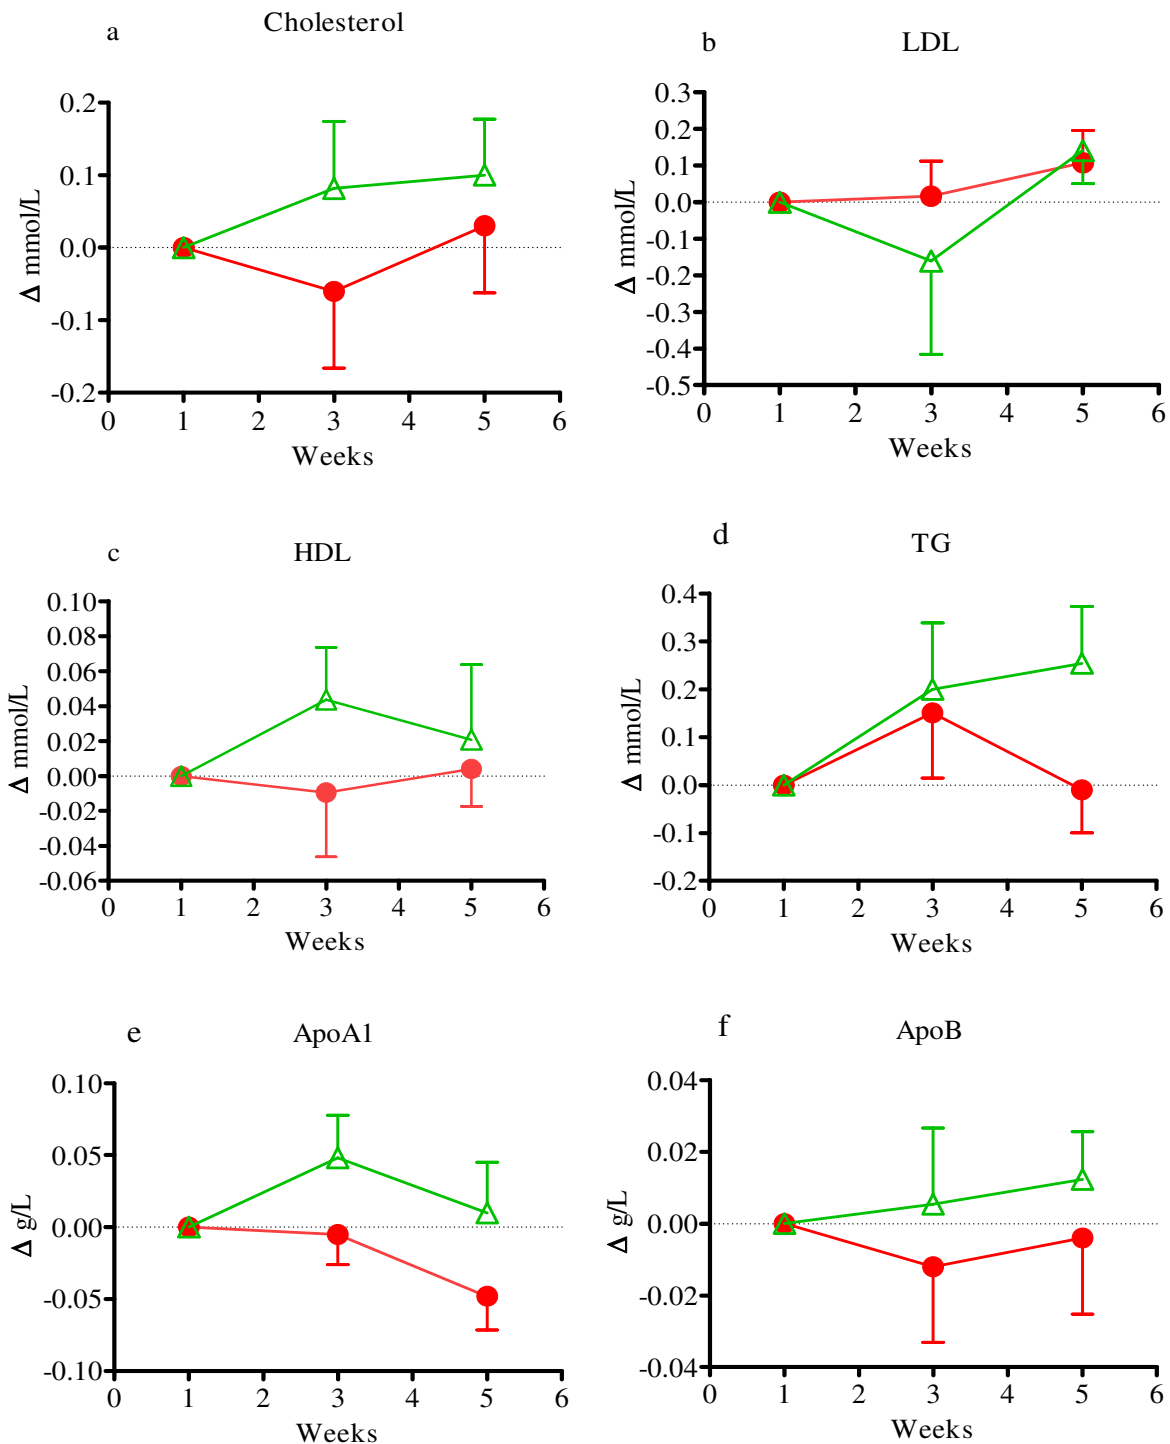 a
Cholesterol
0.2
0.1
0.0
-0.1
-0.2
Δ mmol/L
0 1 2 3 4 5 6
Weeks
b
LDL
0.3
0.2
0.1
0.0
-0.1
-0.2
-0.3
-0.4
-0.5
Δ mmol/L
0 1 2 3 4 5 6
Weeks
c
HDL
0.10
0.08
0.06
0.04
0.02
0.00
-0.02
-0.04
-0.06
Δ mmol/L
0 1 2 3 4 5 6
Weeks
d
TG
0.4
0.3
0.2
0.1
0.0
-0.1
-0.2
Δ mmol/L
0 1 2 3 4 5 6
Weeks
e
ApoA1
0.10
0.05
0.00
-0.05
-0.10
Δ g/L
0 1 2 3 4 5 6
Weeks
f
ApoB
0.04
0.02
0.00
-0.02
-0.04
Δ g/L
0 1 2 3 4 5 6
Weeks